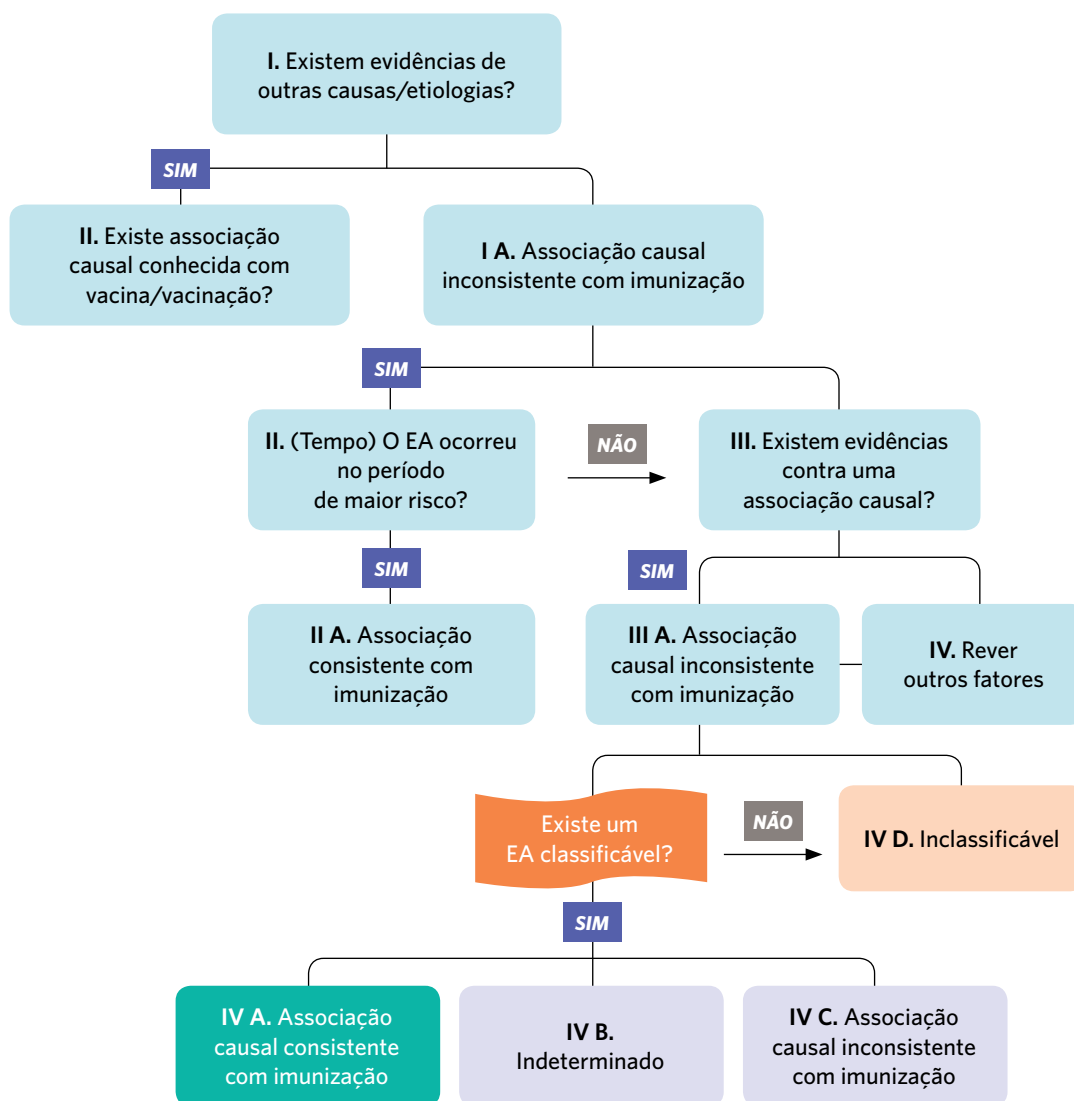 I. Existem evidências de
outras causas/etiologias?
SIM
II. Existe associação
causal conhecida com
vacina/vacinação?
I A. Associação causal
inconsistente com imunização
SIM
II. (Tempo) O EA ocorreu
no período
de maior risco?
NÃO
III. Existem evidências
contra uma
associação causal?
SIM
SIM
II A. Associação
consistente com
imunização
III A. Associação
causal inconsistente
com imunização
IV. Rever
outros fatores
Existe um
EA classificável?
NÃO
IV D. Inclassificável
SIM
IV A. Associação
causal consistente
com imunização
IV B.
Indeterminado
IV C. Associação
causal inconsistente
com imunização